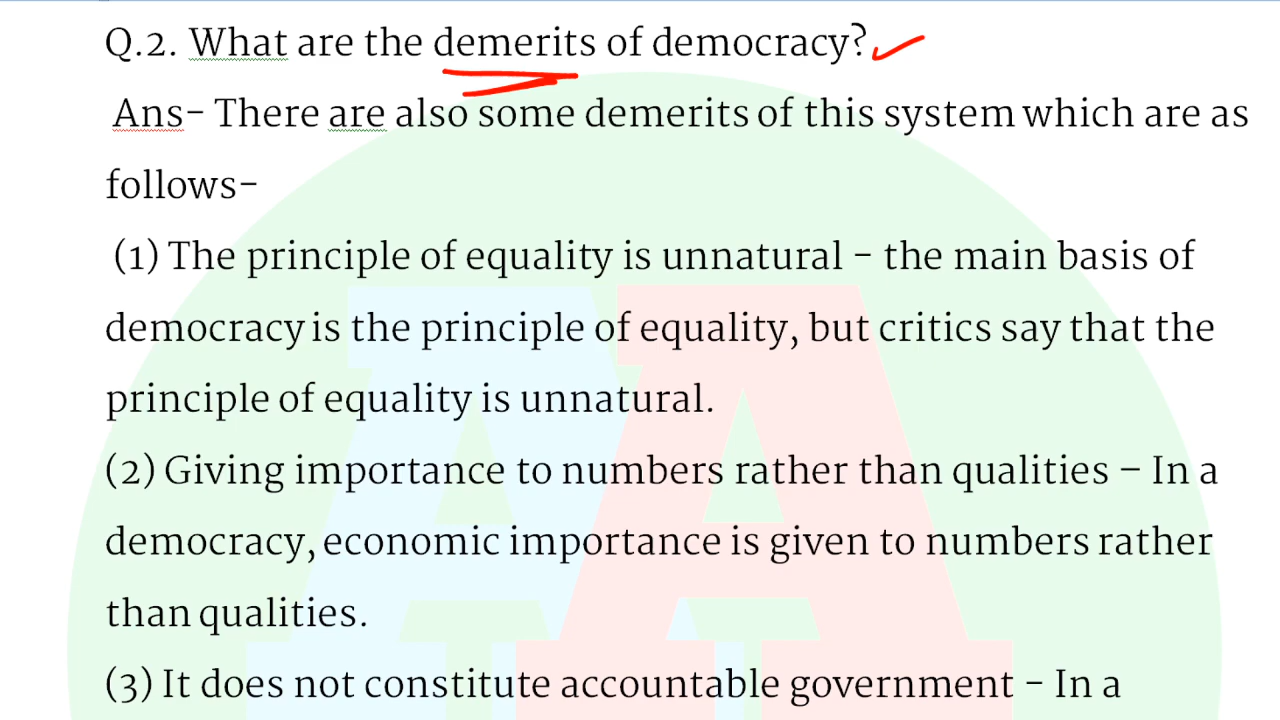 Q.2. What are the demerits of democracy?
Ans- There are also some demerits of this system which are as
follows-
(1) The principle of equality is unnatural - the main basis of
democracy is the principle of equality, but critics say that the
principle of equality is unnatural.
(2) Giving importance to numbers rather than qualities – In a
democracy, economic importance is given to numbers rather
than qualities.
(3) It does not constitute accountable government - In a